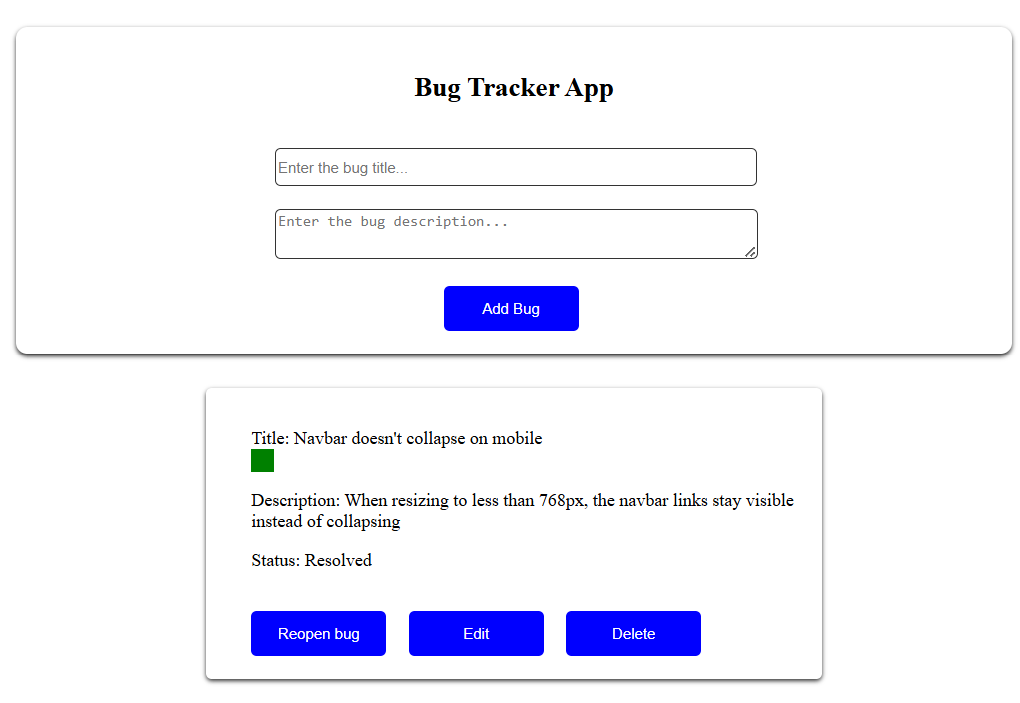 Bug Tracker App
Enter the bug title...
Enter the bug description...
Add Bug
Title: Navbar doesn't collapse on mobile
Description: When resizing to less than 768px, the navbar links stay visible
instead of collapsing
Status: Resolved
Reopen bug
Edit
Delete